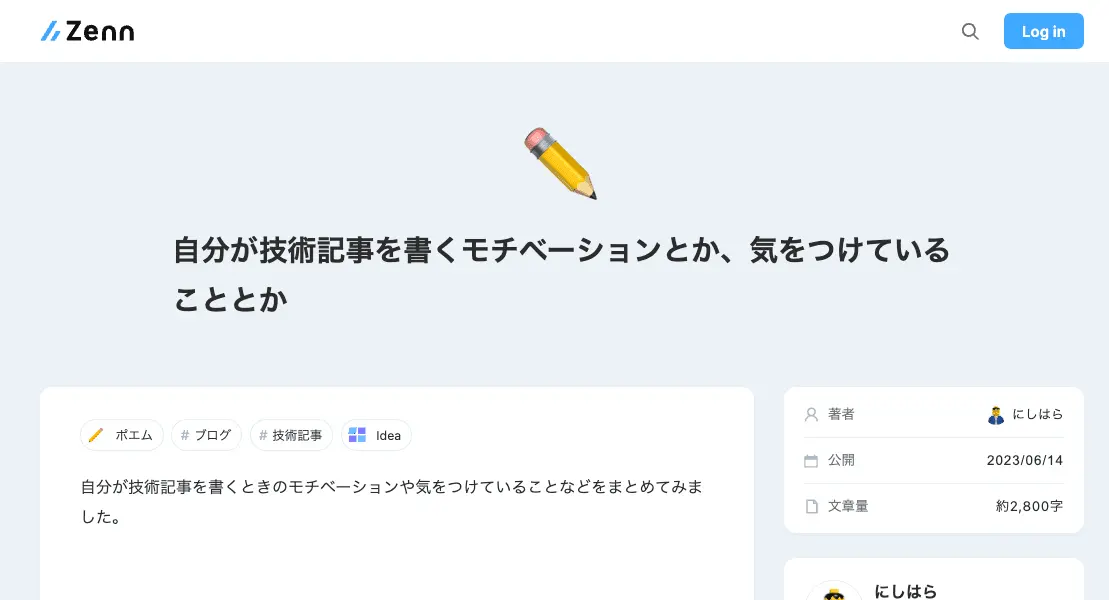 Zenn
Log in
自分が技術記事を書くモチベーションとか、気をつけている
こととか
ポエム
# ブログ
# 技術記事
Idea
自分が技術記事を書くときのモチベーションや気をつけていることなどをまとめてみま
した。
著者 にしはら
公開 2023/06/14
文章量 約2,800字
にしはら